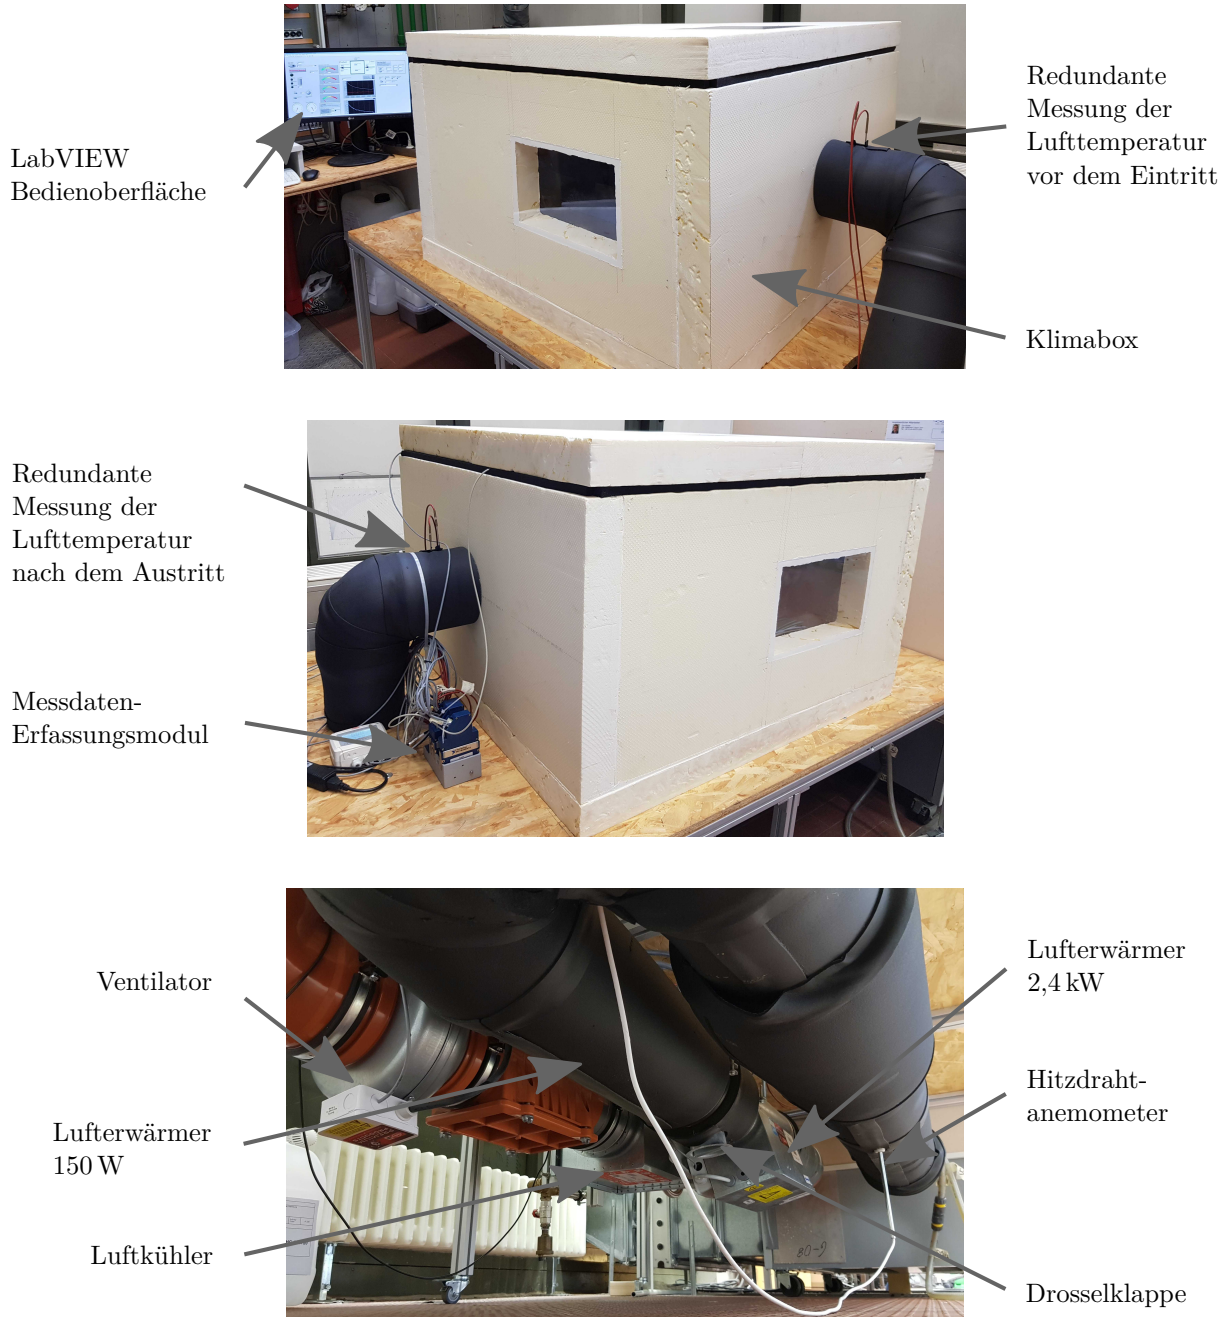 LabVIEW
Bedienoberfläche
Redundante
Messung der
Lufttemperatur
vor dem Eintritt
Klimabox
Redundante
Messung der
Lufttemperatur
nach dem Austritt
Messdaten-
Erfassungsmodul
Ventilator
Lufterwärmer
150 W
Luftkühler
Lufterwärmer
2,4 kW
Hitzdraht-
anemometer
Drosselklappe